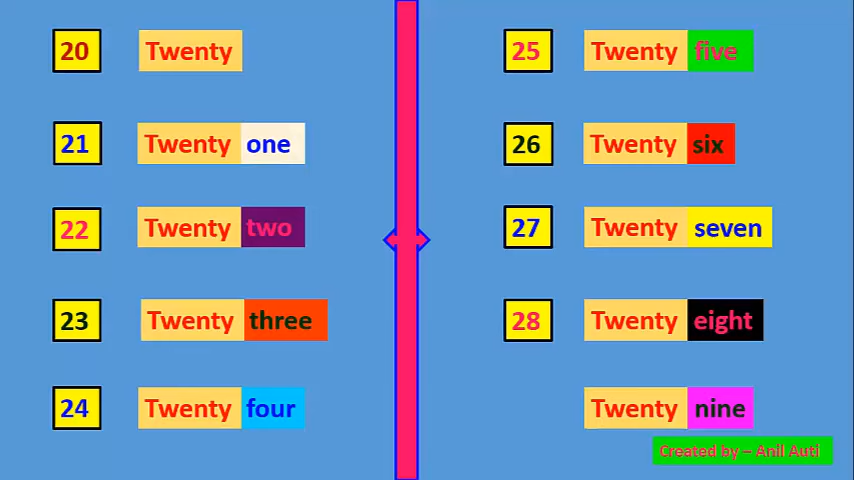 20 Twenty
21 Twenty one
22 Twenty two
23 Twenty three
24 Twenty four
25 Twenty five
26 Twenty six
27 Twenty seven
28 Twenty eight
Twenty nine
Created by – Anil Auti